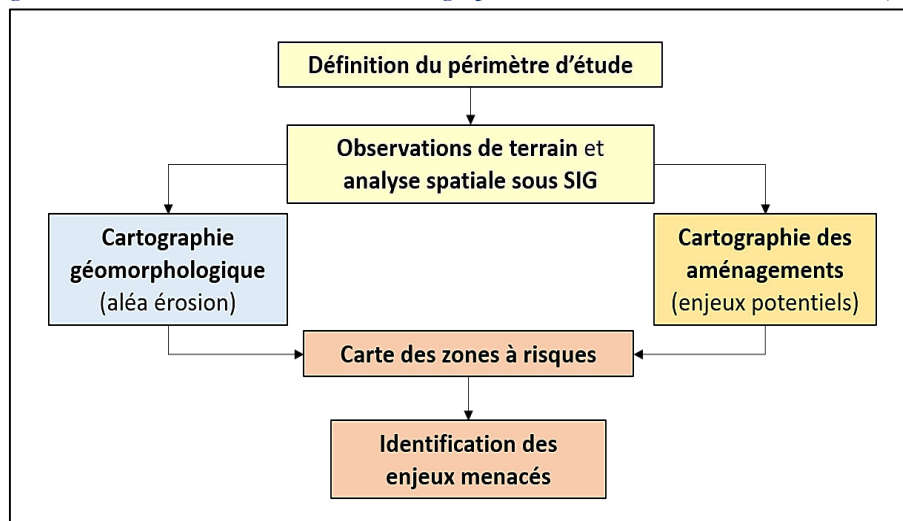 Définition du périmètre d'étude
Observations de terrain et
analyse spatiale sous SIG
Cartographie
géomorphologique
(aléa érosion)
Cartographie des
aménagements
(enjeux potentiels)
Carte des zones à risques
Identification des
enjeux menacés